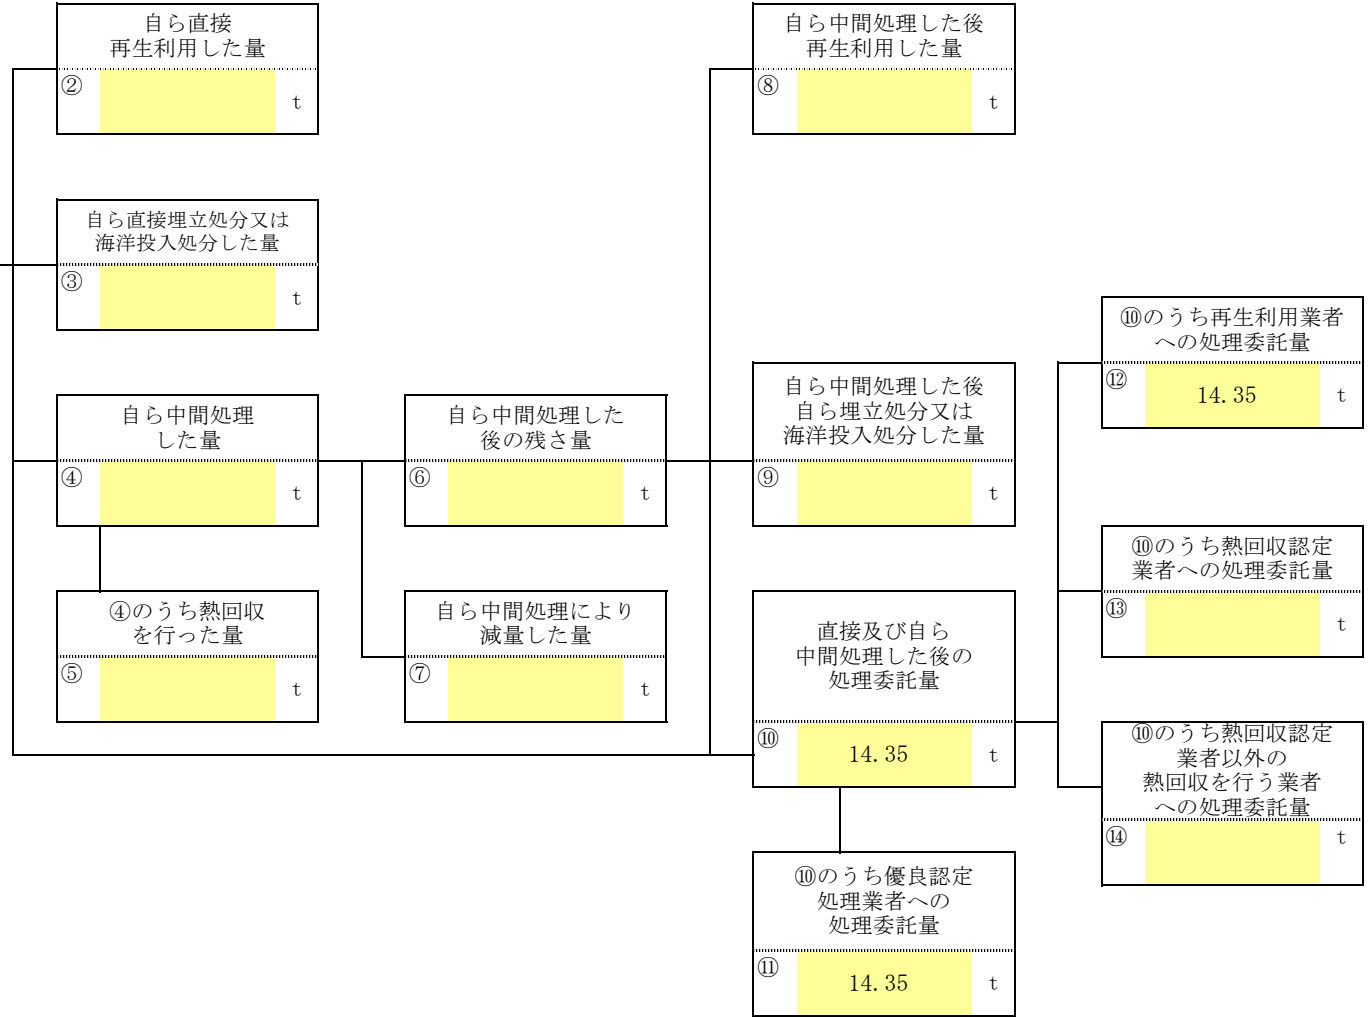 自ら直接
再生利用した量
② t
自ら中間処理した後
再生利用した量
⑧ t
自ら直接埋立処分又は
海洋投入処分した量
③ t
⑩のうち再生利用業者
への処理委託量
⑫ 14.35 t
自ら中間処理した後
自ら埋立処分又は
海洋投入処分した量
⑨ t
自ら中間処理
した量
④ t
自ら中間処理した
後の残さ量
⑥ t
⑩のうち熱回収認定
業者への処理委託量
⑬ t
④のうち熱回収
を行った量
⑤ t
自ら中間処理により
減量した量
⑦ t
直接及び自ら
中間処理した後の
処理委託量
⑩ 14.35 t
⑩のうち熱回収認定
業者以外の
熱回収を行う業者
への処理委託量
⑭ t
⑩のうち優良認定
処理業者への
処理委託量
⑪ 14.35 t